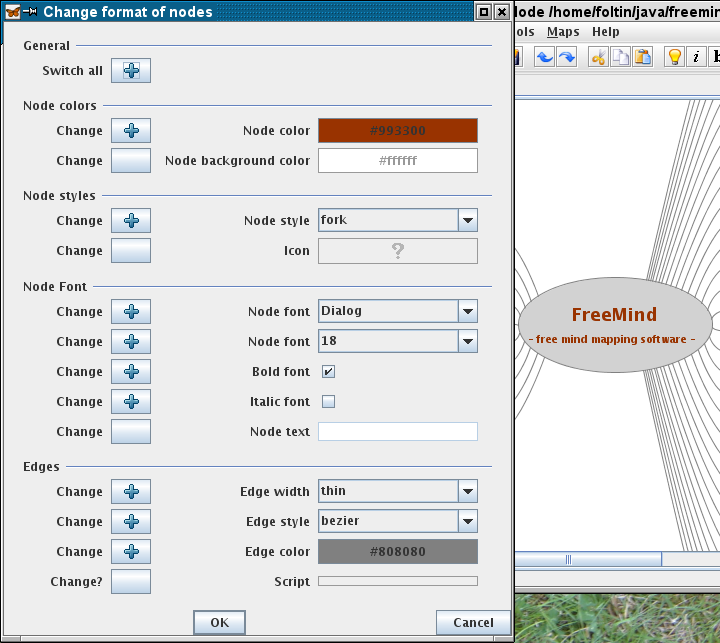 Change format of nodes
General
Switch all
Node colors
Change Node color #993300
Change Node background color #ffffff
Node styles
Change Node style fork
Change Icon ?
Node Font
Change Node font Dialog
Change Node font 18
Change Bold font
Change Italic font
Change Node text
Edges
Change Edge width thin
Change Edge style bezier
Change Edge color #808080
Change? Script
OK Cancel
Mode /home/foltin/java/freemin
ols Maps Help
i b
FreeMind
- free mind mapping software -